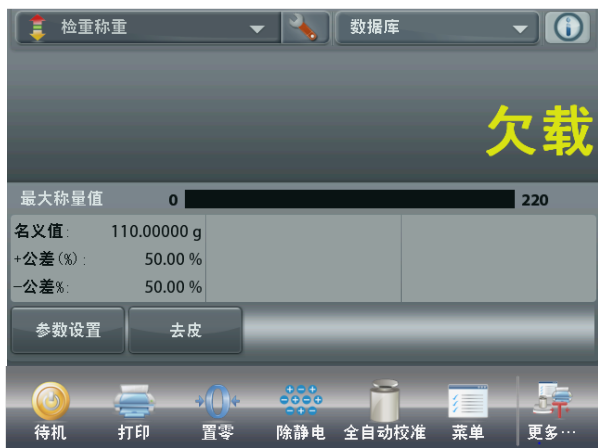 检重称重 数据库
欠载
最大称量值 0 220
名义值: 110.00000 g
+公差(%): 50.00 %
-公差%: 50.00 %
参数设置 去皮
待机 打印 置零 除静电 全自动校准 菜单 更多…